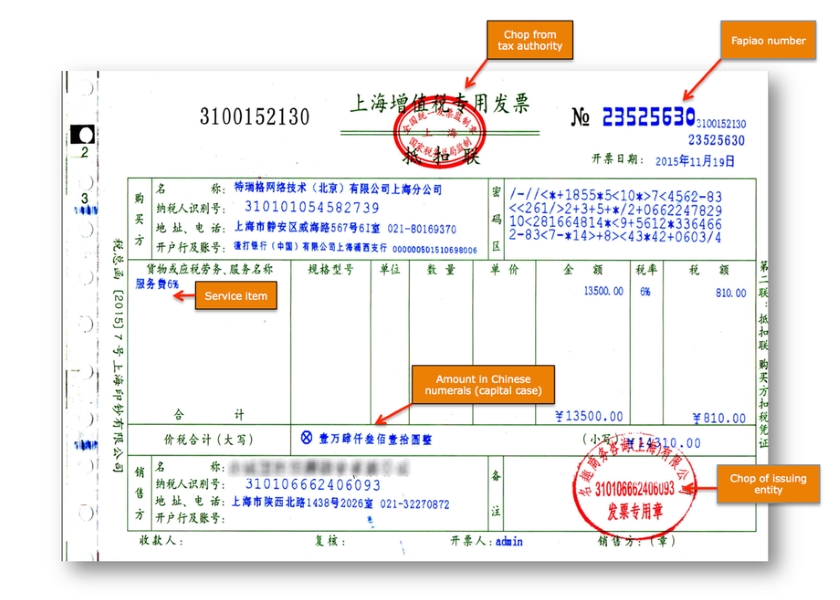 Chop from
tax authority
Fapiao number
3100152130
上海增值税专用发票
№ 23525630
3100152130
23525630
全国统一发票监制章
上海
国家税务总局监制
抵扣联
开票日期: 2015年11月19日
2
3
税总函 [2015] 7 号上海印钞有限公司
购买方
名 称: 特瑞格网络技术（北京）有限公司上海分公司
纳税人识别号: 310101054582739
地 址、电 话: 上海市静安区威海路567号6I室 021-80169370
开户行及账号: 渣打银行（中国）有限公司上海浦西支行 000000501510698006
密码区
/-//<*+1855*5<10*>7<4562-83
<<261/>2+3+5+*/2+0662247829
10<281664814*<9+5612*336466
2-83<7-*14>+8><43*42+0603/4
货物或应税劳务、服务名称 规格型号 单位 数 量 单 价 金 额 税率 税 额
服务费6% 13500.00 6% 810.00
Service item
Amount in Chinese
numerals (capital case)
合 计 ¥13500.00 ¥810.00
价税合计 (大写) ⊗ 壹万肆仟叁佰壹拾圆整 (小写) ¥14310.00
第二联: 抵扣联 购买方扣税凭证
销售方
名 称:
纳税人识别号: 310106662406093
地 址、电 话: 上海市陕西北路1438号2026室 021-32270872
开户行及账号:
备注
商务咨询(上海)有限公司
310106662406093
发票专用章
Chop of issuing
entity
收款人: 复核: 开票人: admin 销售方: (章)